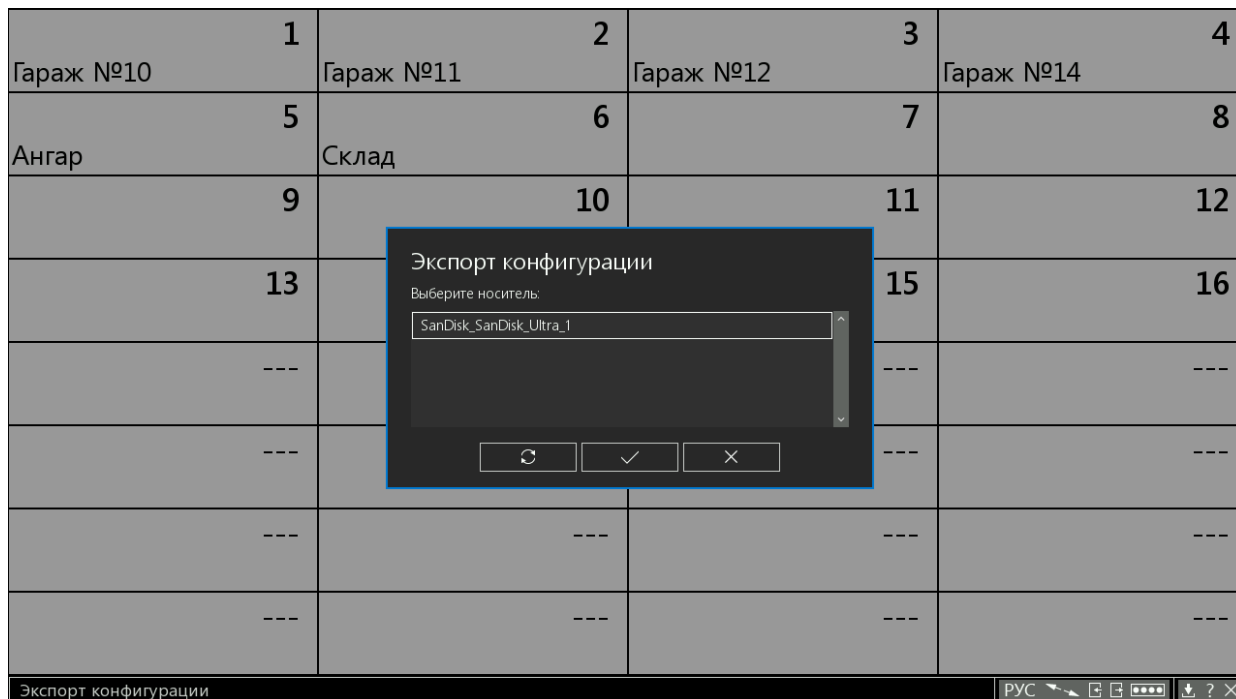 1 2 3 4
Гараж №10 Гараж №11 Гараж №12 Гараж №14
5 6 7 8
Ангар Склад
9 10 11 12
13 15 16
Экспорт конфигурации
Выберите носитель:
SanDisk_SanDisk_Ultra_1
--- --- ---
--- --- ---
--- --- --- ---
--- --- --- ---
Экспорт конфигурации РУС ?